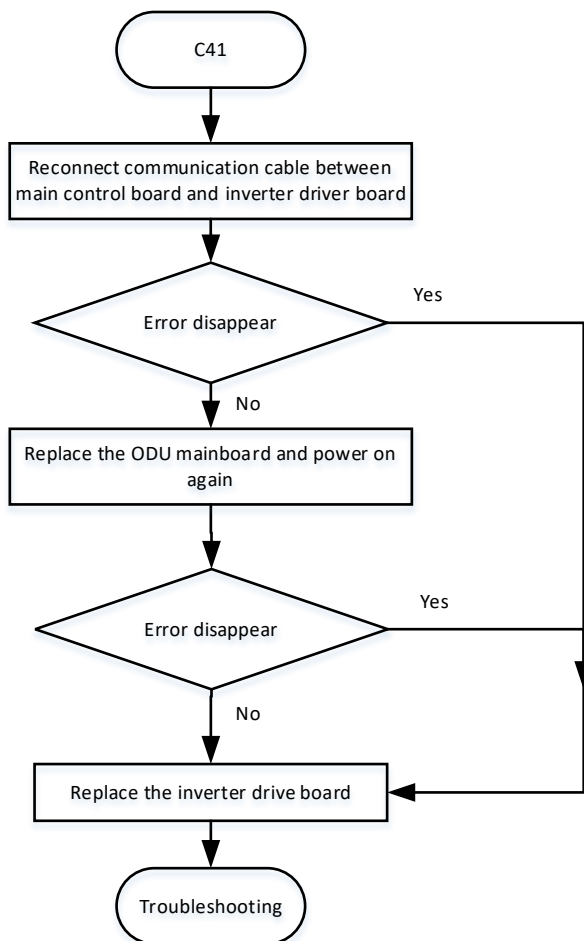 C41
Reconnect communication cable between
main control board and inverter driver board
Error disappear
Yes
No
Replace the ODU mainboard and power on
again
Error disappear
Yes
No
Replace the inverter drive board
Troubleshooting